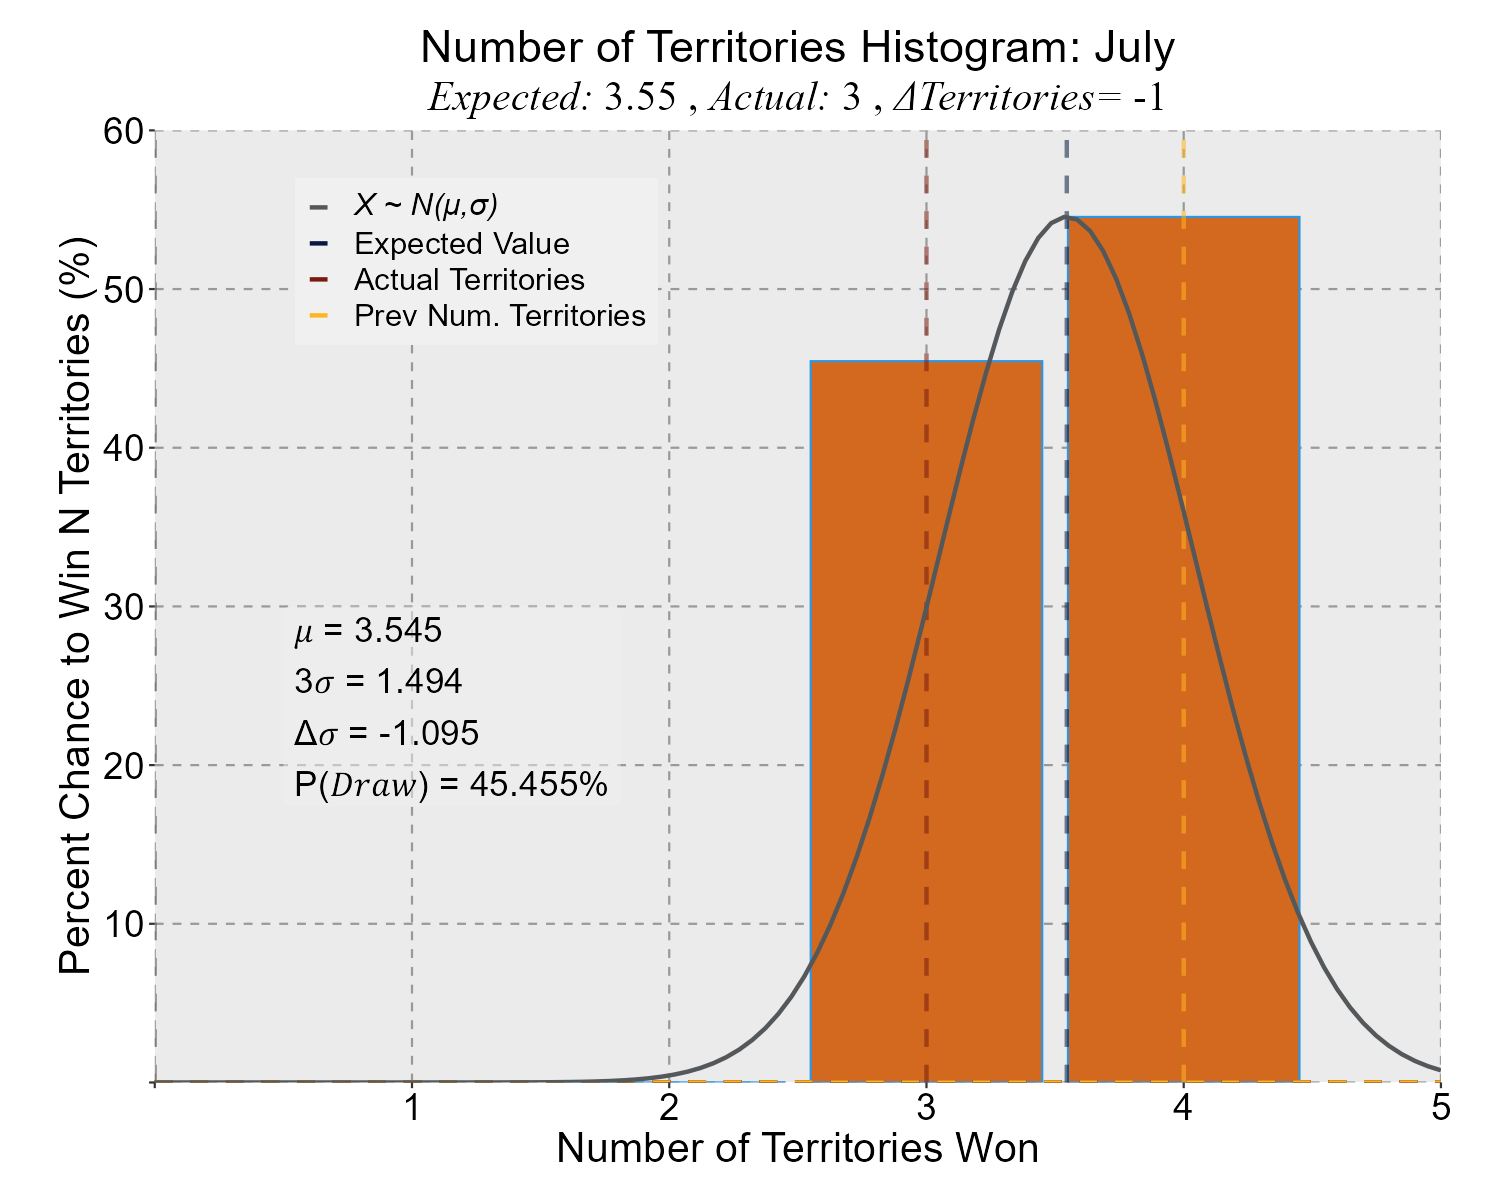 Number of Territories Histogram: July
Expected: 3.55 , Actual: 3 , ΔTerritories= -1
60
50
40
30
20
10
Percent Chance to Win N Territories (%)
X ~ N(μ,σ)
Expected Value
Actual Territories
Prev Num. Territories
μ = 3.545
3σ = 1.494
Δσ = -1.095
P(Draw) = 45.455%
1 2 3 4 5
Number of Territories Won